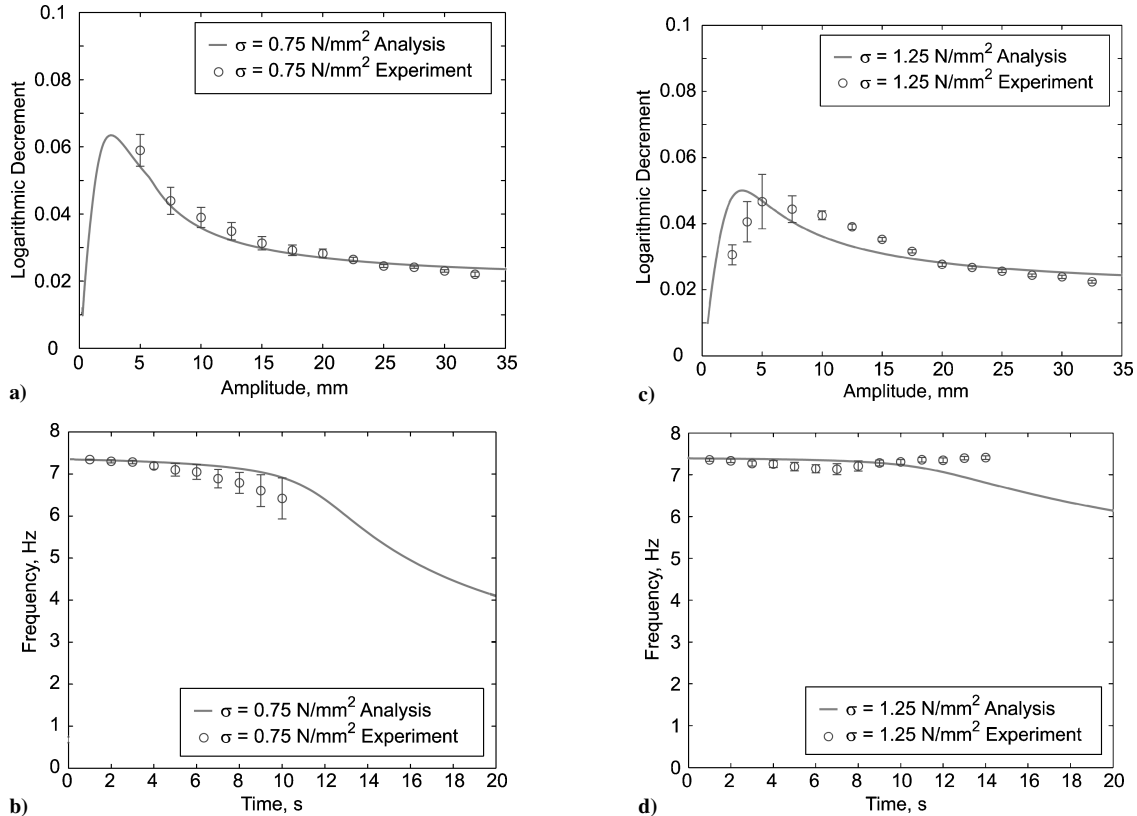 0.1
0.08
0.06
0.04
0.02
0
Logarithmic Decrement
σ = 0.75 N/mm² Analysis
σ = 0.75 N/mm² Experiment
0 5 10 15 20 25 30 35
Amplitude, mm
a)
0.1
0.08
0.06
0.04
0.02
0
Logarithmic Decrement
σ = 1.25 N/mm² Analysis
σ = 1.25 N/mm² Experiment
0 5 10 15 20 25 30 35
Amplitude, mm
c)
8
7
6
5
4
3
2
1
0
Frequency, Hz
σ = 0.75 N/mm² Analysis
σ = 0.75 N/mm² Experiment
0 2 4 6 8 10 12 14 16 18 20
Time, s
b)
8
7
6
5
4
3
2
1
0
Frequency, Hz
σ = 1.25 N/mm² Analysis
σ = 1.25 N/mm² Experiment
0 2 4 6 8 10 12 14 16 18 20
Time, s
d)